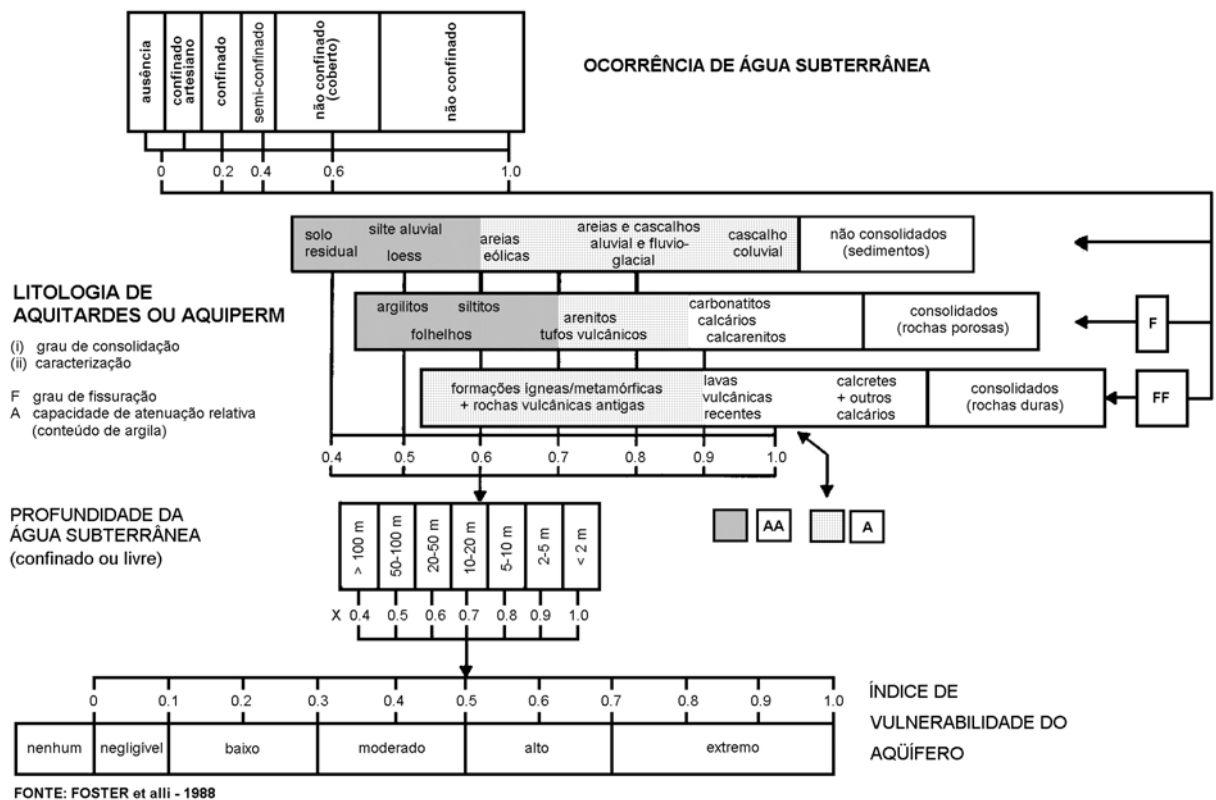 ausência
confinado
artesiano
confinado
semi-confinado
não confinado
(coberto)
não confinado
OCORRÊNCIA DE ÁGUA SUBTERRÂNEA
0 0.2 0.4 0.6 1.0
solo
residual
silte aluvial
loess
areias
eólicas
areias e cascalhos
aluvial e fluvio-
glacial
cascalho
coluvial
não consolidados
(sedimentos)
LITOLOGIA DE
AQUITARDES OU AQUIPERM
(i) grau de consolidação
(ii) caracterização
F grau de fissuração
A capacidade de atenuação relativa
(conteúdo de argila)
argilitos siltitos
folhelhos
arenitos
tufos vulcânicos
carbonatitos
calcários
calcarenitos
consolidados
(rochas porosas)
F
formações ígneas/metamórficas
+ rochas vulcânicas antigas
lavas
vulcânicas
recentes
calcretes
+ outros
calcários
consolidados
(rochas duras)
FF
0.4 0.5 0.6 0.7 0.8 0.9 1.0
AA
A
PROFUNDIDADE DA
ÁGUA SUBTERRÂNEA
(confinado ou livre)
> 100 m
50-100 m
20-50 m
10-20 m
5-10 m
2-5 m
< 2 m
X 0.4 0.5 0.6 0.7 0.8 0.9 1.0
0 0.1 0.2 0.3 0.4 0.5 0.6 0.7 0.8 0.9 1.0
nenhum negligível baixo moderado alto extremo
ÍNDICE DE
VULNERABILIDADE DO
AQÜÍFERO
FONTE: FOSTER et alli - 1988